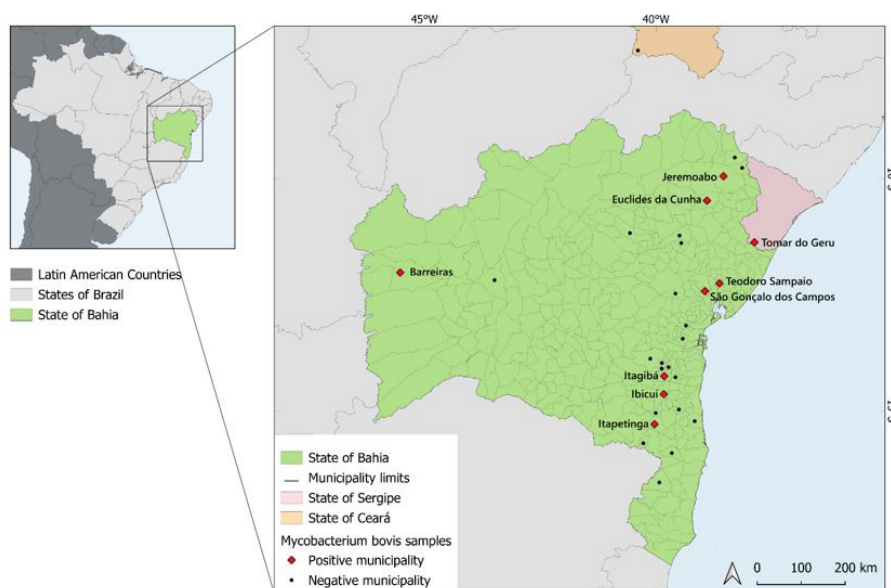 45°W
40°W
Jeremoabo
10°S
Euclides da Cunha
Tomar do Geru
Barreiras
Teodoro Sampaio
São Gonçalo dos Campos
Latin American Countries
States of Brazil
State of Bahia
Itagibá
Ibicuí
15°S
Itapetinga
State of Bahia
Municipality limits
State of Sergipe
State of Ceará
Mycobacterium bovis samples
Positive municipality
Negative municipality
0 100 200 km